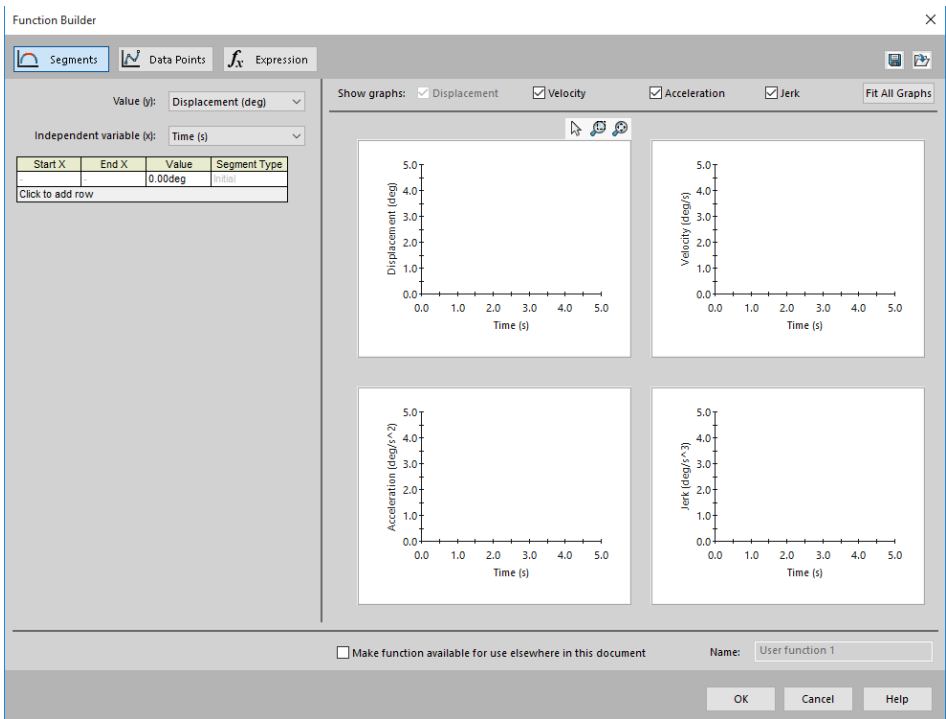 Function Builder
Segments Data Points fx Expression
Value (y): Displacement (deg)
Independent variable (x): Time (s)
Start X End X Value Segment Type
- - 0.00deg Initial
Click to add row
Show graphs: Displacement Velocity Acceleration Jerk Fit All Graphs
Displacement (deg)
5.0
4.0
3.0
2.0
1.0
0.0
0.0 1.0 2.0 3.0 4.0 5.0
Time (s)
Velocity (deg/s)
5.0
4.0
3.0
2.0
1.0
0.0
0.0 1.0 2.0 3.0 4.0 5.0
Time (s)
Acceleration (deg/s^2)
5.0
4.0
3.0
2.0
1.0
0.0
0.0 1.0 2.0 3.0 4.0 5.0
Time (s)
Jerk (deg/s^3)
5.0
4.0
3.0
2.0
1.0
0.0
0.0 1.0 2.0 3.0 4.0 5.0
Time (s)
Make function available for use elsewhere in this document Name: User function 1
OK Cancel Help